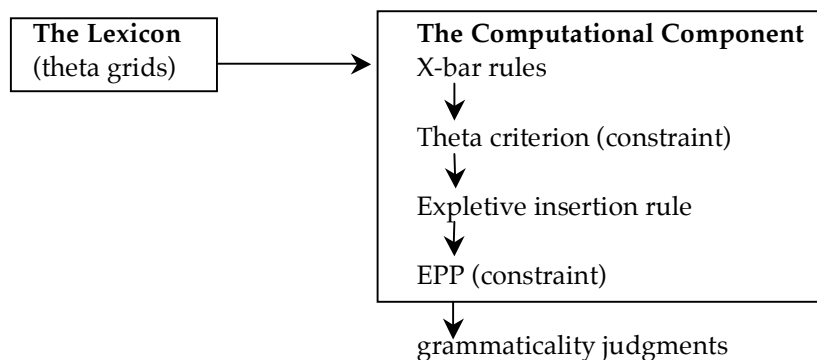 The Lexicon
(theta grids)
The Computational Component
X-bar rules
Theta criterion (constraint)
Expletive insertion rule
EPP (constraint)
grammaticality judgments